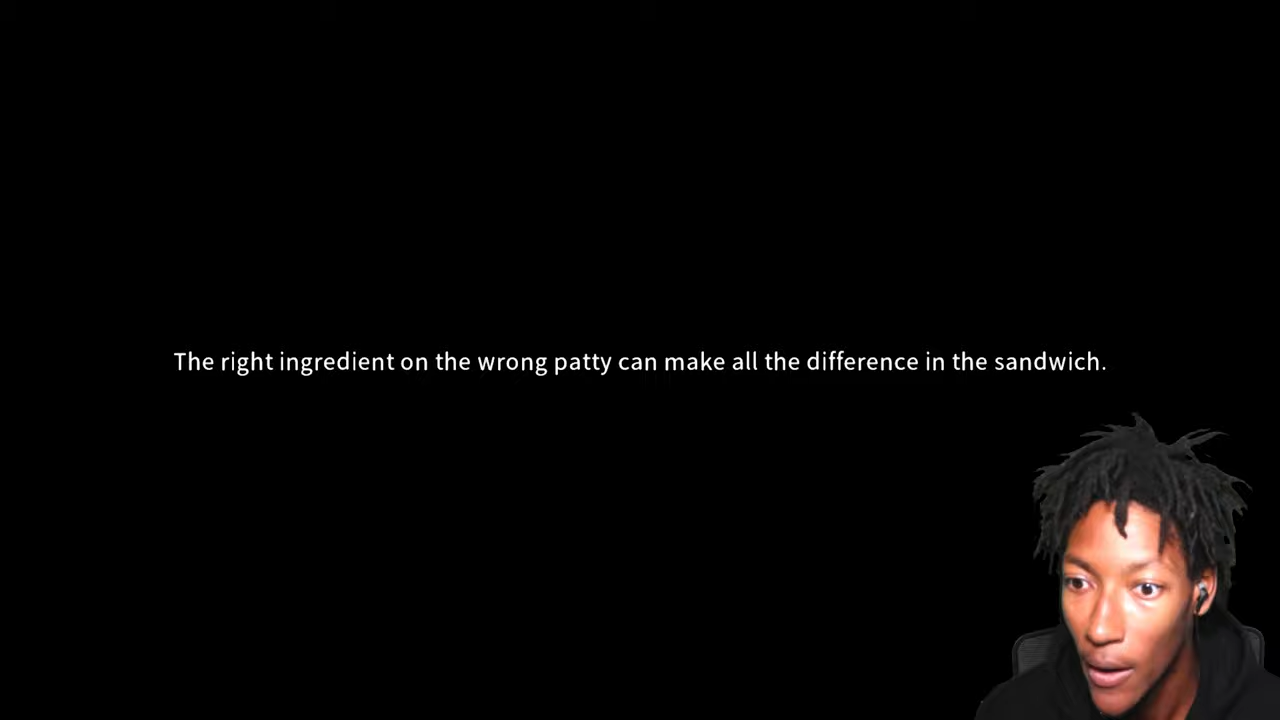 The right ingredient on the wrong patty can make all the difference in the sandwich.